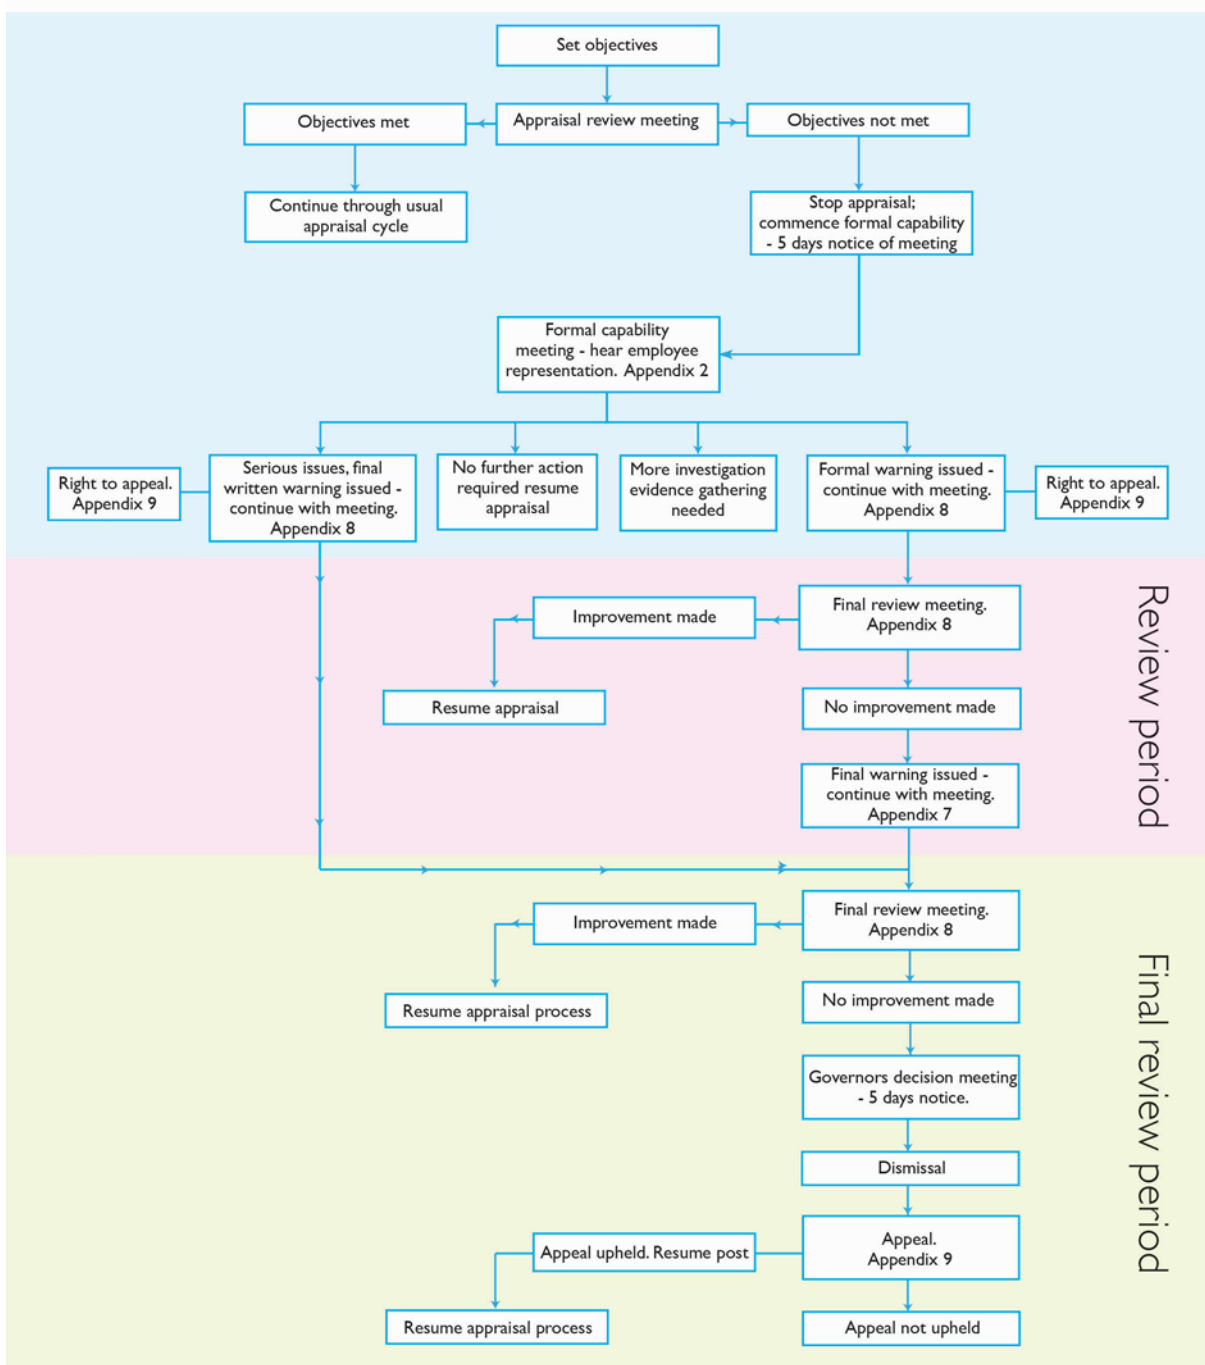 Set objectives
Objectives met
Appraisal review meeting
Objectives not met
Continue through usual
appraisal cycle
Stop appraisal;
commence formal capability
- 5 days notice of meeting
Formal capability
meeting - hear employee
representation. Appendix 2
Right to appeal.
Appendix 9
Serious issues, final
written warning issued -
continue with meeting.
Appendix 8
No further action
required resume
appraisal
More investigation
evidence gathering
needed
Formal warning issued -
continue with meeting.
Appendix 8
Right to appeal.
Appendix 9
Review period
Improvement made
Final review meeting.
Appendix 8
Resume appraisal
No improvement made
Final warning issued -
continue with meeting.
Appendix 7
Final review period
Improvement made
Final review meeting.
Appendix 8
Resume appraisal process
No improvement made
Governors decision meeting
- 5 days notice.
Dismissal
Appeal upheld. Resume post
Appeal.
Appendix 9
Resume appraisal process
Appeal not upheld